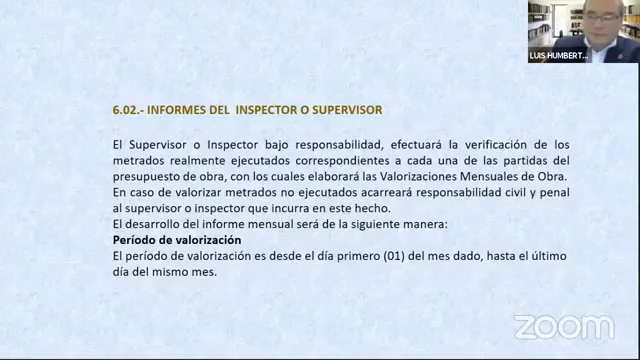 LUIS HUMBERT...
6.02.- INFORMES DEL INSPECTOR O SUPERVISOR
El Supervisor o Inspector bajo responsabilidad, efectuará la verificación de los
metrados realmente ejecutados correspondientes a cada una de las partidas del
presupuesto de obra, con los cuales elaborará las Valorizaciones Mensuales de Obra.
En caso de valorizar metrados no ejecutados acarreará responsabilidad civil y penal
al supervisor o inspector que incurra en este hecho.
El desarrollo del informe mensual será de la siguiente manera:
Período de valorización
El período de valorización es desde el día primero (01) del mes dado, hasta el último
día del mismo mes.
zoom